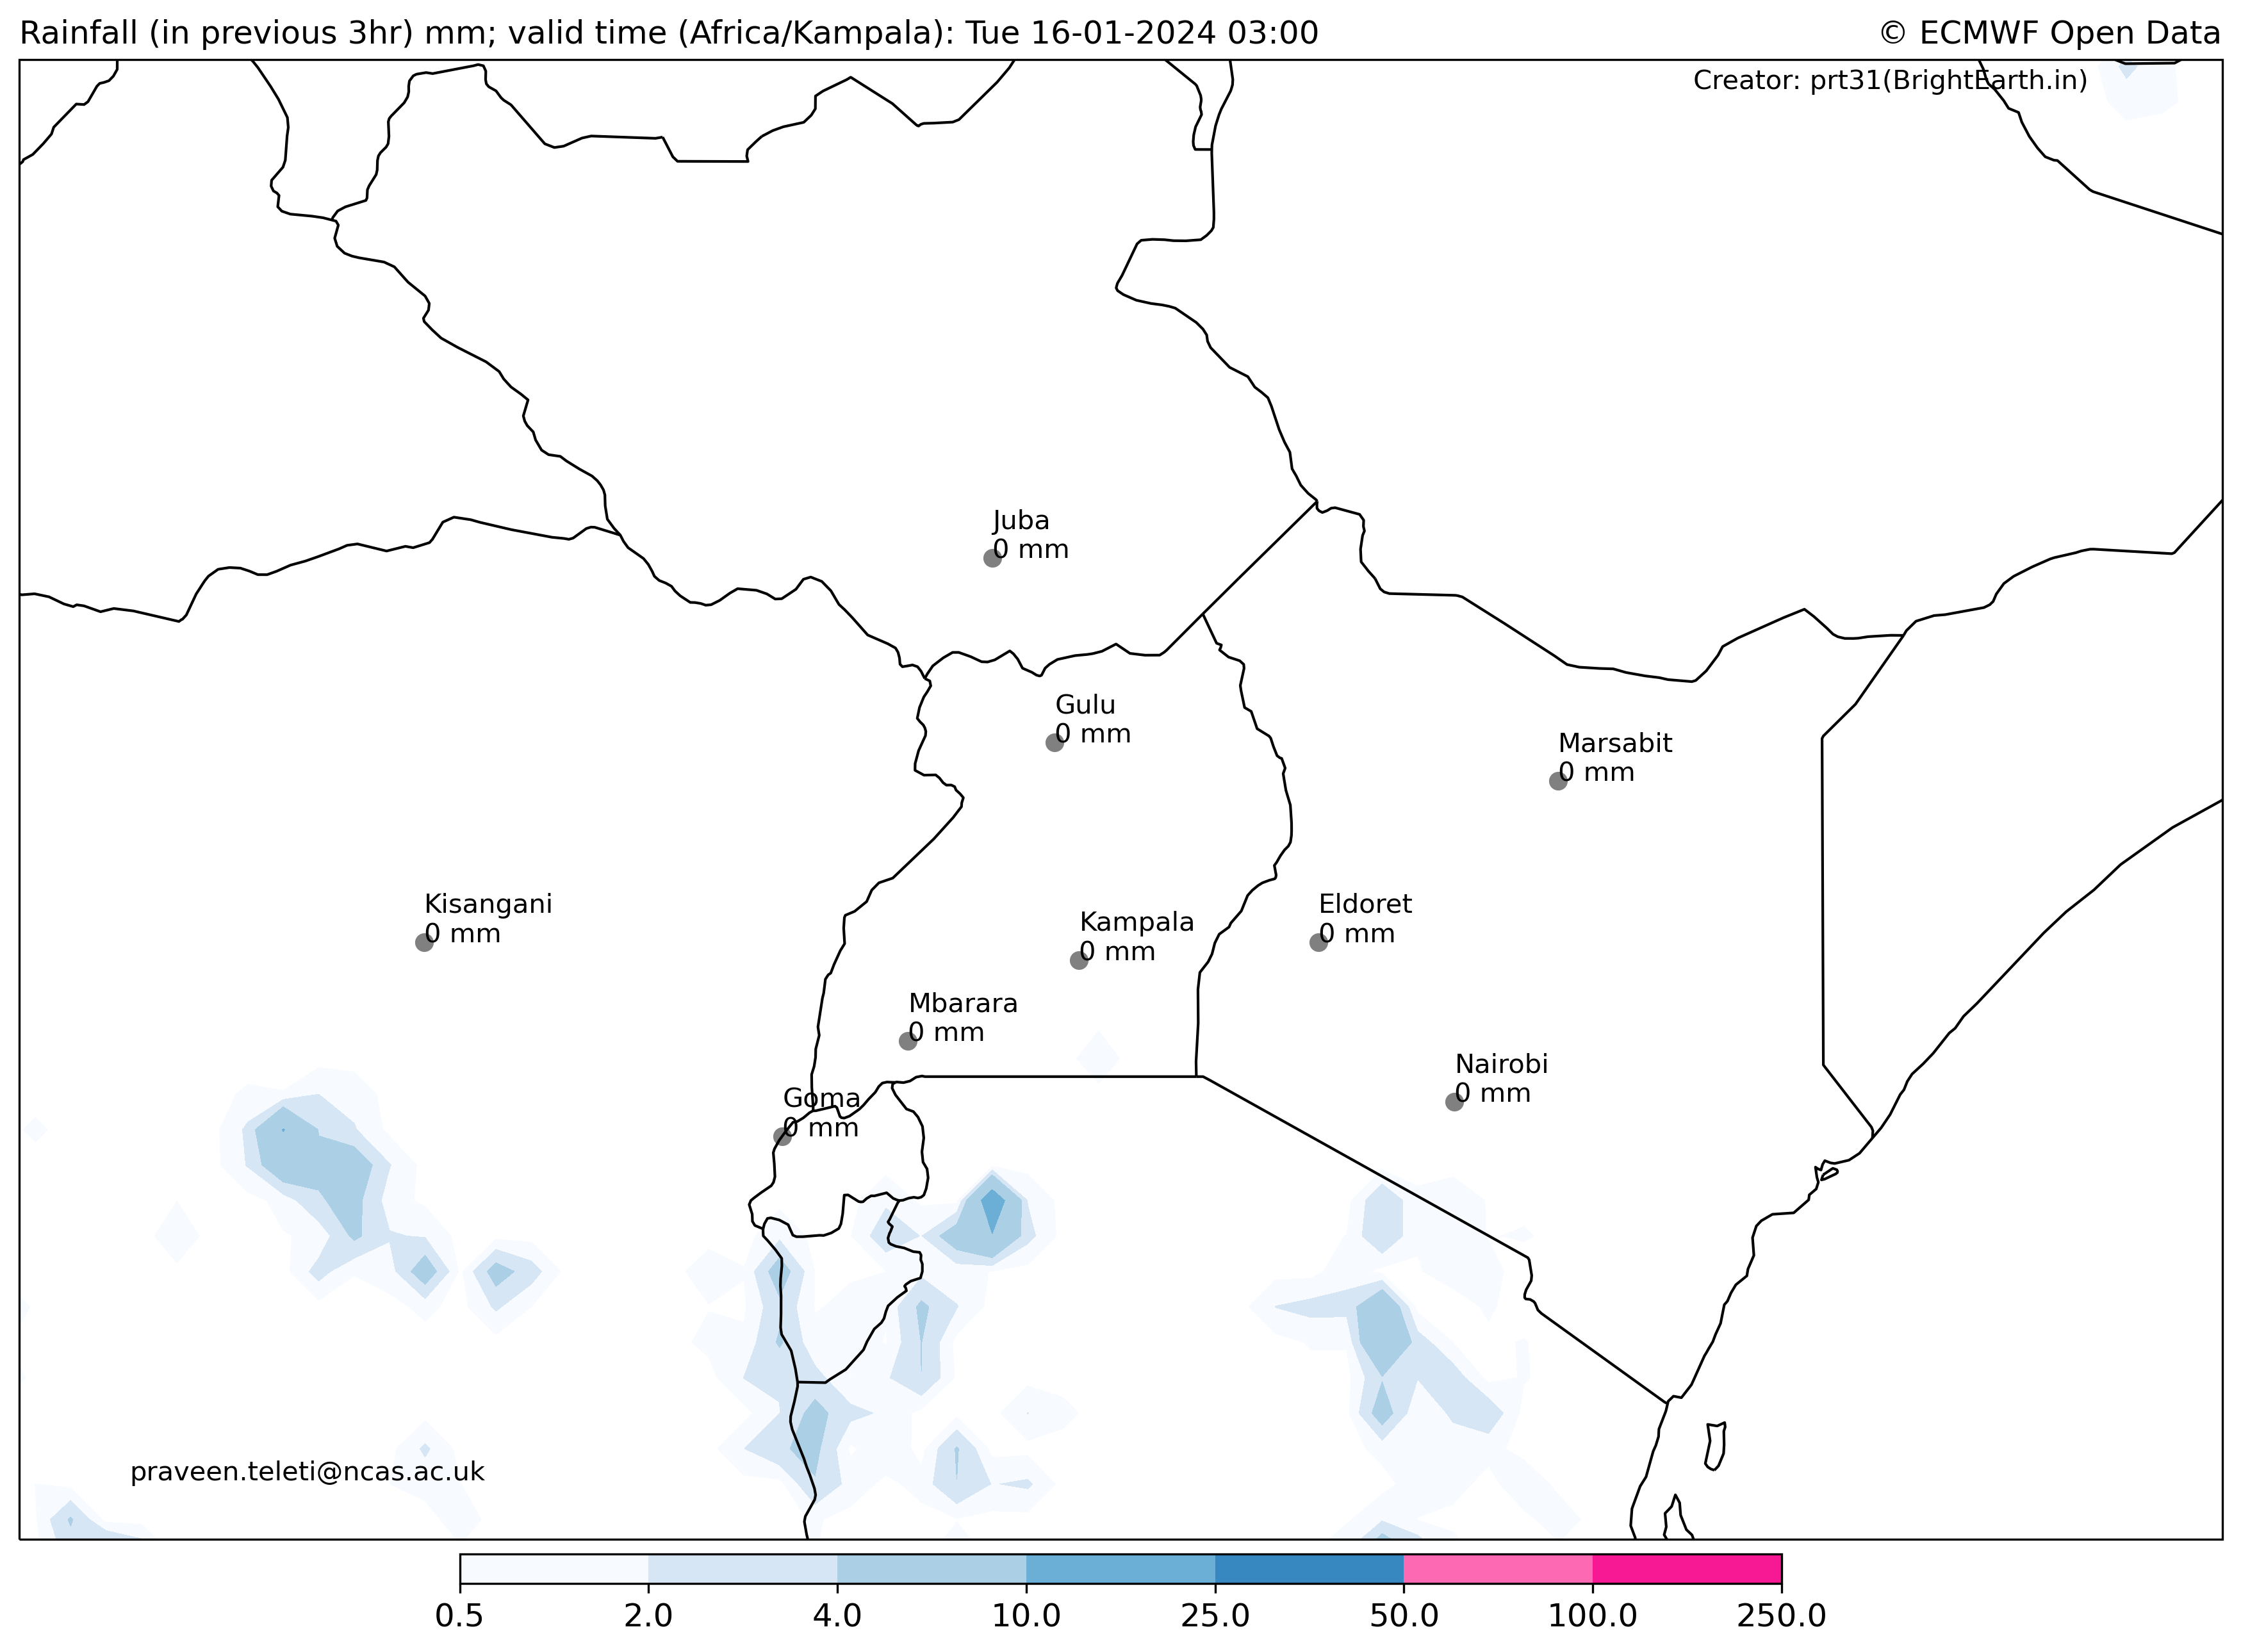 Rainfall (in previous 3hr) mm; valid time (Africa/Kampala): Tue 16-01-2024 03:00
© ECMWF Open Data
Creator: prt31(BrightEarth.in)
Juba
0 mm
Gulu
0 mm
Marsabit
0 mm
Kisangani
0 mm
Kampala
0 mm
Eldoret
0 mm
Mbarara
0 mm
Nairobi
0 mm
Goma
0 mm
praveen.teleti@ncas.ac.uk
0.5 2.0 4.0 10.0 25.0 50.0 100.0 250.0